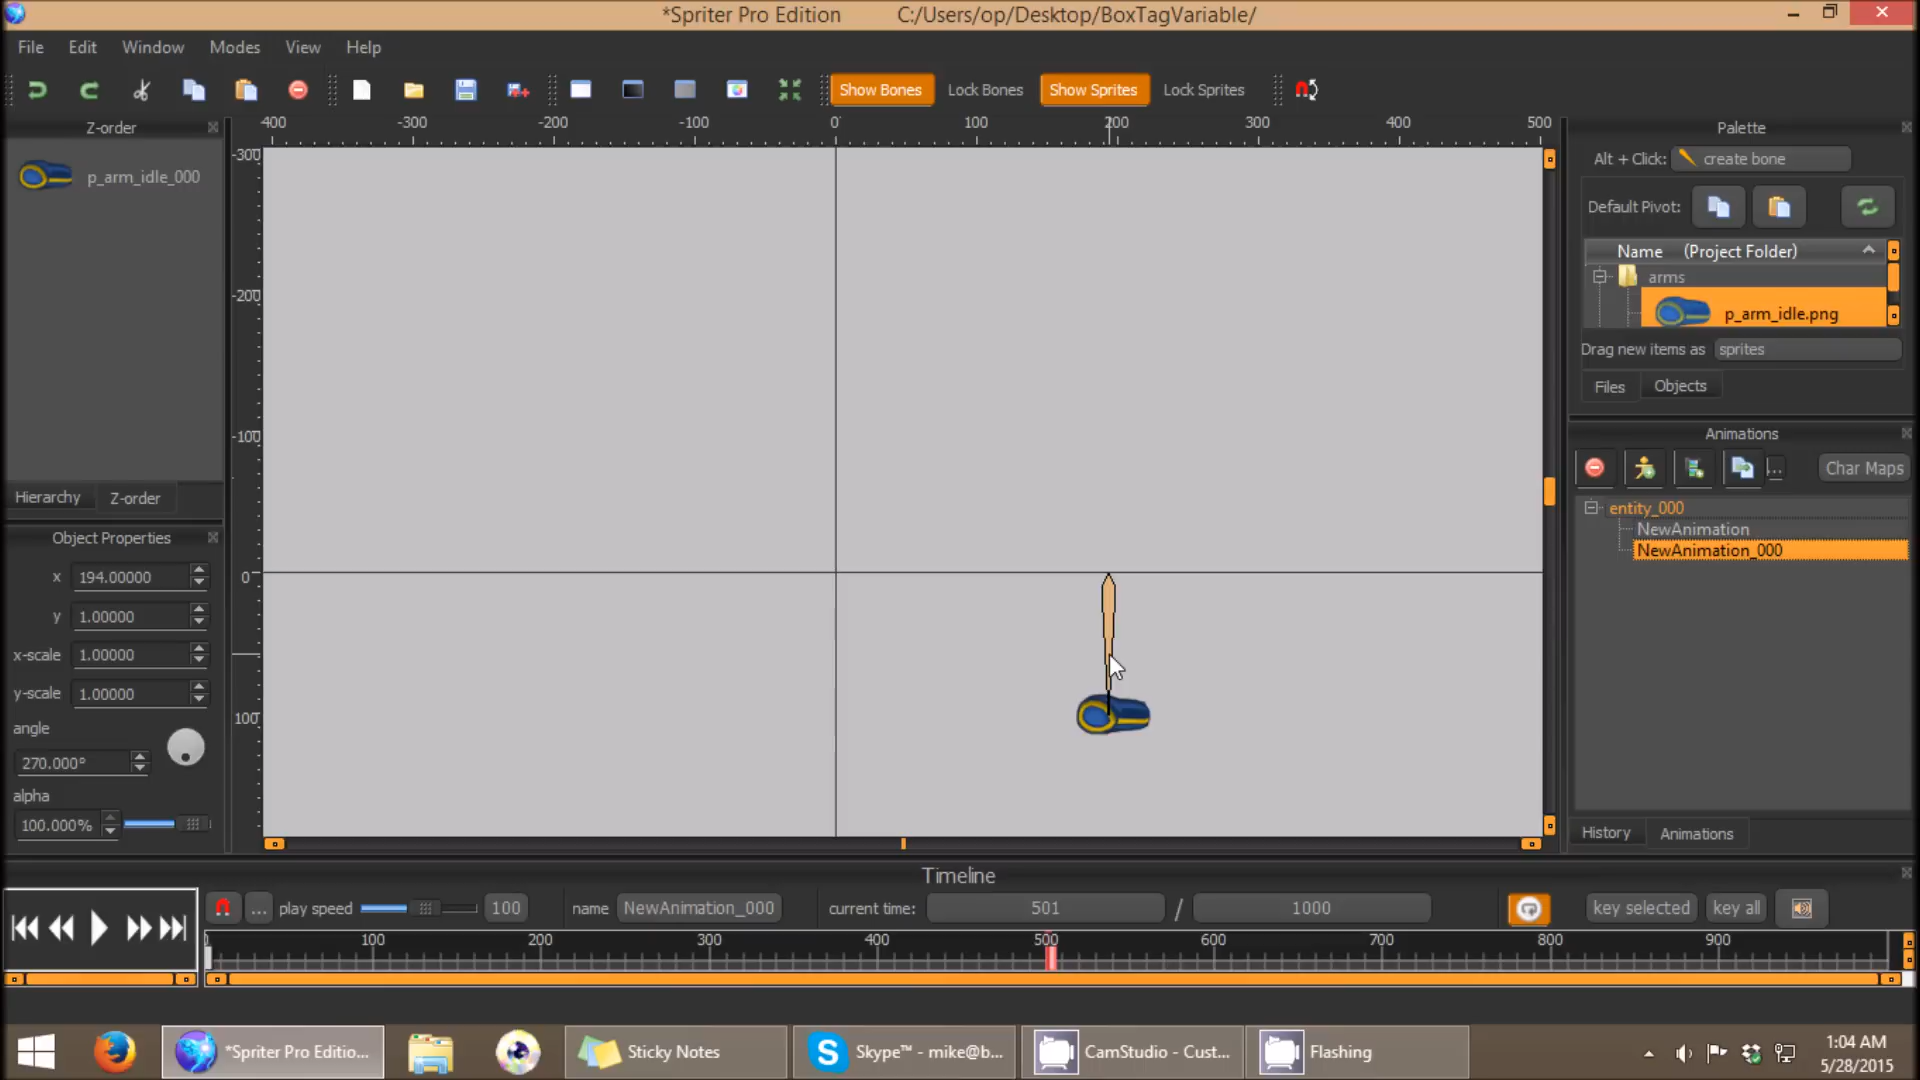 *Spriter Pro Edition C:/Users/op/Desktop/BoxTagVariable/
File Edit Window Modes View Help
Show Bones Lock Bones Show Sprites Lock Sprites
Z-order
p_arm_idle_000
Hierarchy Z-order
Object Properties
x 194.00000
y 1.00000
x-scale 1.00000
y-scale 1.00000
angle
270.000°
alpha
100.000%
-400 -300 -200 -100 0 100 200 300 400 500
-300
-200
-100
0
100
Palette
Alt + Click: create bone
Default Pivot:
Name (Project Folder)
arms
p_arm_idle.png
Drag new items as sprites
Files Objects
Animations
... Char Maps
entity_000
NewAnimation
NewAnimation_000
History Animations
Timeline
... play speed 100 name NewAnimation_000 current time: 501 / 1000 key selected key all
0 100 200 300 400 500 600 700 800 900
*Spriter Pro Editio... Sticky Notes Skype™ - mike@b... CamStudio - Cust... Flashing
1:04 AM
5/28/2015